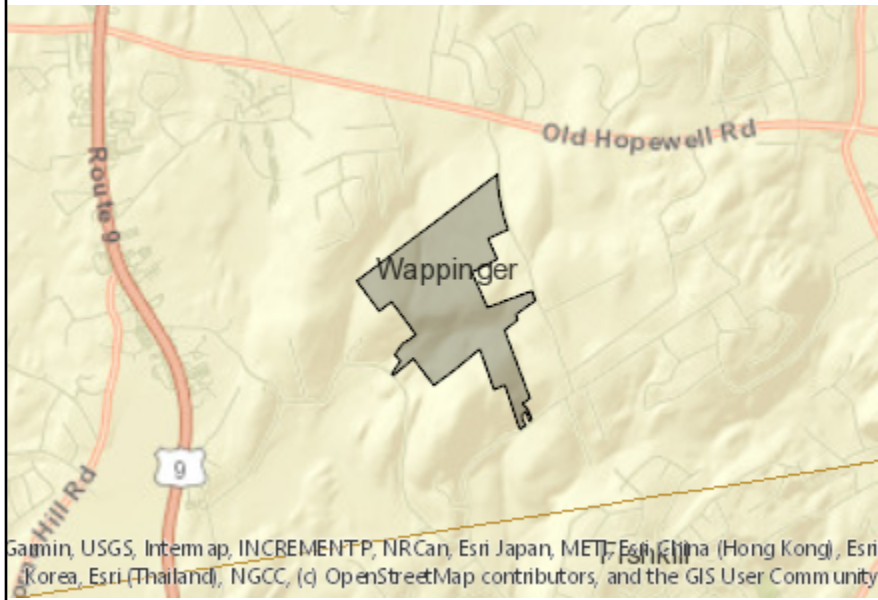 Old Hopewell Rd
Route 9
Wappinger
9
Hill Rd
Fishkill
Garmin, USGS, Intermap, INCREMENT P, NRCan, Esri Japan, METI, Esri China (Hong Kong), Esri
Korea, Esri (Thailand), NGCC, (c) OpenStreetMap contributors, and the GIS User Community